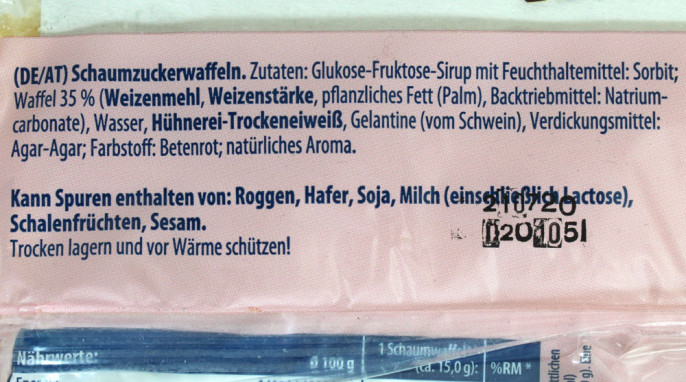 (DE/AT) Schaumzuckerwaffeln. Zutaten: Glukose-Fruktose-Sirup mit Feuchthaltemittel: Sorbit;
Waffel 35 % (Weizenmehl, Weizenstärke, pflanzliches Fett (Palm), Backtriebmittel: Natrium-
carbonate), Wasser, Hühnerei-Trockeneiweiß, Gelantine (vom Schwein), Verdickungsmittel:
Agar-Agar; Farbstoff: Betenrot; natürliches Aroma.
Kann Spuren enthalten von: Roggen, Hafer, Soja, Milch (einschließlich Lactose),
Schalenfrüchten, Sesam.
210720
Trocken lagern und vor Wärme schützen!
020105
Nährwerte:
Ø 100 g
1 Schaumwaffel
(ca. 15,0 g):
%RM *